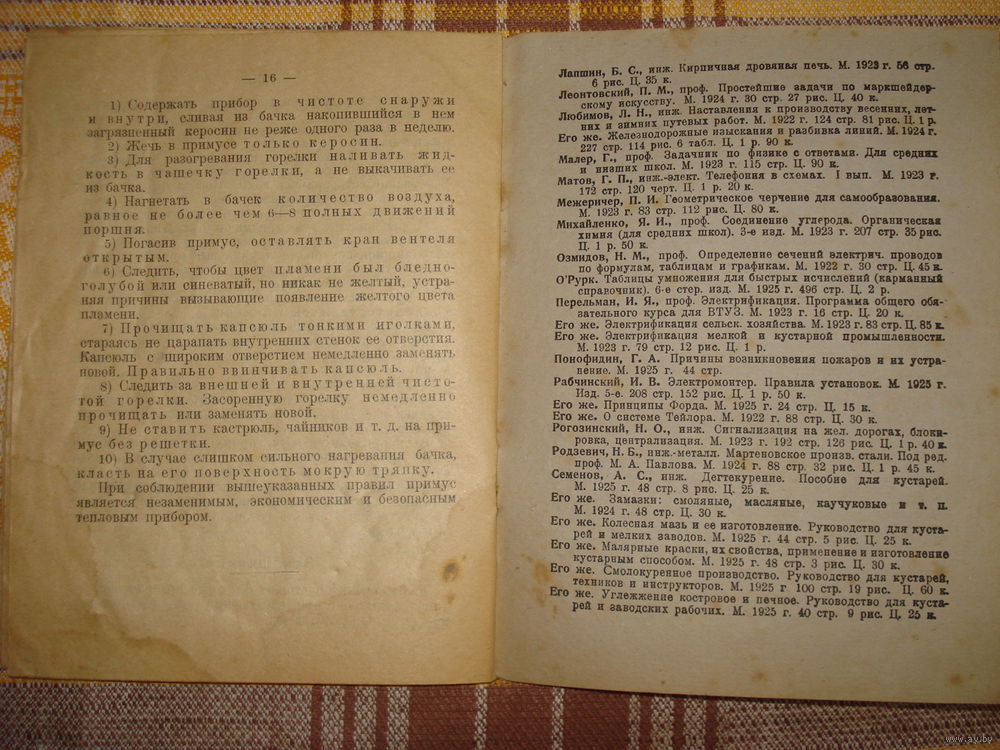 — 16 —
1) Содержать прибор в чистоте снаружи
и внутри, сливая из бачка накопившийся в нем
загрязненный керосин не реже одного раза в неделю.
2) Жечь в примусе только керосин.
3) Для разогревания горелки наливать жид-
кость в чашечку горелки, а не выкачивать ее
из бачка.
4) Нагнетать в бачек количество воздуха,
равное не более чем 6—8 полных движений
поршня.
5) Погасив примус, оставлять кран вентеля
открытым.
6) Следить, чтобы цвет пламени был бледно-
голубой или синеватый, но никак не желтый, устра-
няя причины вызывающие появление желтого цвета
пламени.
7) Прочищать капсюль тонкими иголками,
стараясь не царапать внутренних стенок ее отверстия.
Капсюль с широким отверстием немедленно заменять
новой. Правильно ввинчивать капсюль.
8) Следить за внешней и внутренней чисто-
той горелки. Засоренную горелку немедленно
прочищать или заменять новой.
9) Не ставить кастрюль, чайников и т. д. на при-
мус без решетки.
10) В случае слишком сильного нагревания бачка,
класть на его поверхность мокрую тряпку.
При соблюдении вышеуказанных правил примус
является незаменимым, экономическим и безопасным
тепловым прибором.
Лапшин, Б. С., инж. Кирпичная дровяная печь. М. 1923 г. 56 стр.
6 рис. Ц. 35 к.
Леонтовский, П. М., проф. Простейшие задачи по маркшейдер-
скому искусству. М. 1924 г. 30 стр. 27 рис. Ц. 40 к.
Любимов, Л. Н., инж. Наставления к производству весенних, лет-
них и зимних путевых работ. М. 1922 г. 124 стр. 81 рис. Ц. 1 р.
Его же. Железнодорожные изыскания и разбивка линий. М. 1924 г.
227 стр. 114 рис. 6 табл. Ц. 1 р. 90 к.
Малер, Г., проф. Задачник по физике с ответами. Для средних
и низших школ. М. 1923 г. 115 стр. Ц. 90 к.
Матов, Г. П., инж.-элект. Телефония в схемах. I вып. М. 1923 г.
172 стр. 120 черт. Ц. 1 р. 20 к.
Межеричер, П. И. Геометрическое черчение для самообразования.
М. 1923 г. 83 стр. 112 рис. Ц. 80 к.
Михайленко, Я. И., проф. Соединение углерода. Органическая
химия (для средних школ). 3-е изд. М. 1923 г. 207 стр. 35 рис.
Ц. 1 р. 50 к.
Озмидов, Н. М., проф. Определение сечений электрич. проводов
по формулам, таблицам и графикам. М. 1922 г. 30 стр. Ц. 45 к.
О'Рурк. Таблицы умножения для быстрых исчислений (карманный
справочник). 6-е стер. изд. М. 1925 г. 496 стр. Ц. 2 р.
Перельман, И. Я., проф. Электрификация. Программа общего обя-
зательного курса для ВТУЗ. М. 1923 г. 16 стр. Ц. 20 к.
Его же. Электрификация сельск. хозяйства. М. 1923 г. 83 стр. Ц. 85 к.
Его же. Электрификация мелкой и кустарной промышленности.
М. 1923 г. 79 стр. 12 рис. Ц. 1 р.
Понофидин, Г. А. Причины возникновения пожаров и их устра-
нение. М. 1925 г. 44 стр.
Рабчинский, И. В. Электромонтер. Правила установок. М. 1925 г.
Изд. 5-е. 208 стр. 152 рис. Ц. 1 р. 50 к.
Его же. Принципы Форда. М. 1925 г. 24 стр. Ц. 15 к.
Его же. О системе Тейлора. М. 1922 г. 88 стр. Ц. 30 к.
Рогозинский, Н. О., инж. Сигнализация на жел. дорогах, блоки-
ровка, централизация. М. 1923 г. 192 стр. 126 рис. Ц. 1 р. 40 к.
Родзевич, Н. Б., инж.-металл. Мартеновское произв. стали. Под ред.
проф. М. А. Павлова. М. 1924 г. 88 стр. 32 рис. Ц. 1 р. 45 к.
Семенов, А. С., инж. Дегтекурение. Пособие для кустарей.
М. 1925 г. 48 стр. 8 рис. Ц. 25 к.
Его же. Замазки: смоляные, масляные, каучуковые и т. п.
М. 1924 г. 48 стр. Ц. 30 к.
Его же. Колесная мазь и ее изготовление. Руководство для куста-
рей и мелких заводов. М. 1925 г. 44 стр. 5 рис. Ц. 25 к.
Его же. Малярные краски, их свойства, применение и изготовление
кустарным способом. М. 1925 г. 48 стр. 3 рис. Ц. 30 к.
Его же. Смолокуренное производство. Руководство для кустарей,
техников и инструкторов. М. 1925 г 100 стр. 19 рис. Ц. 60 к.
Его же. Углежжение костровое и печное. Руководство для куста-
рей и заводских рабочих. М. 1925 г. 40 стр. 9 рис. Ц. 25 к.
www.ay.by